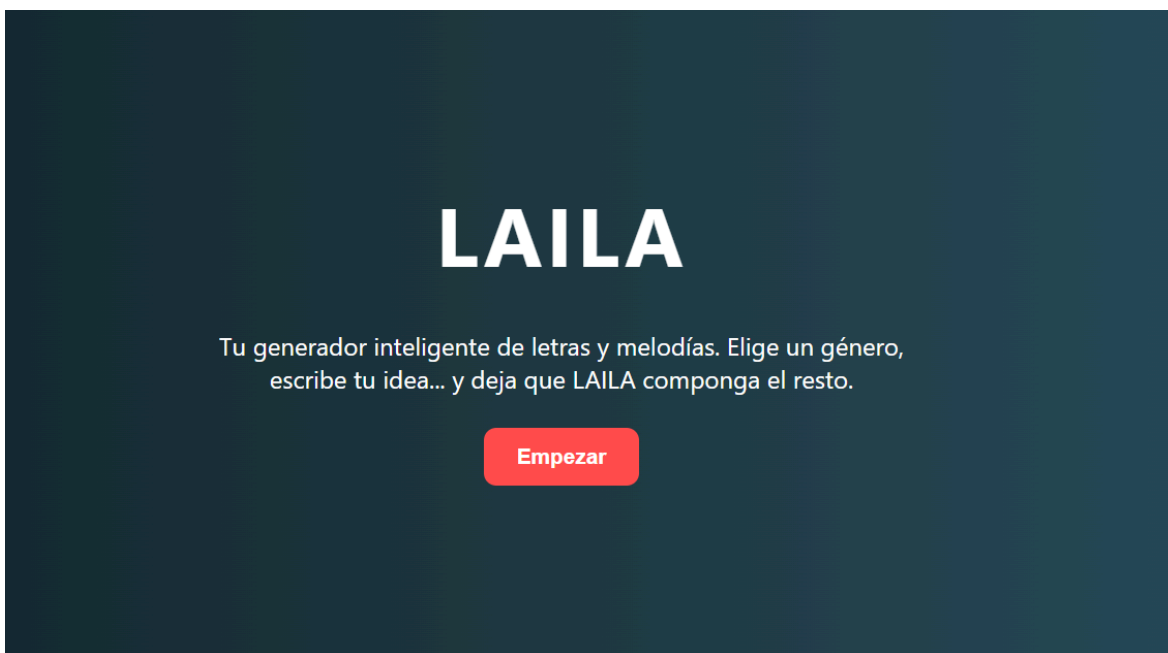 LAILA
Tu generador inteligente de letras y melodías. Elige un género,
escribe tu idea... y deja que LAILA componga el resto.
Empezar